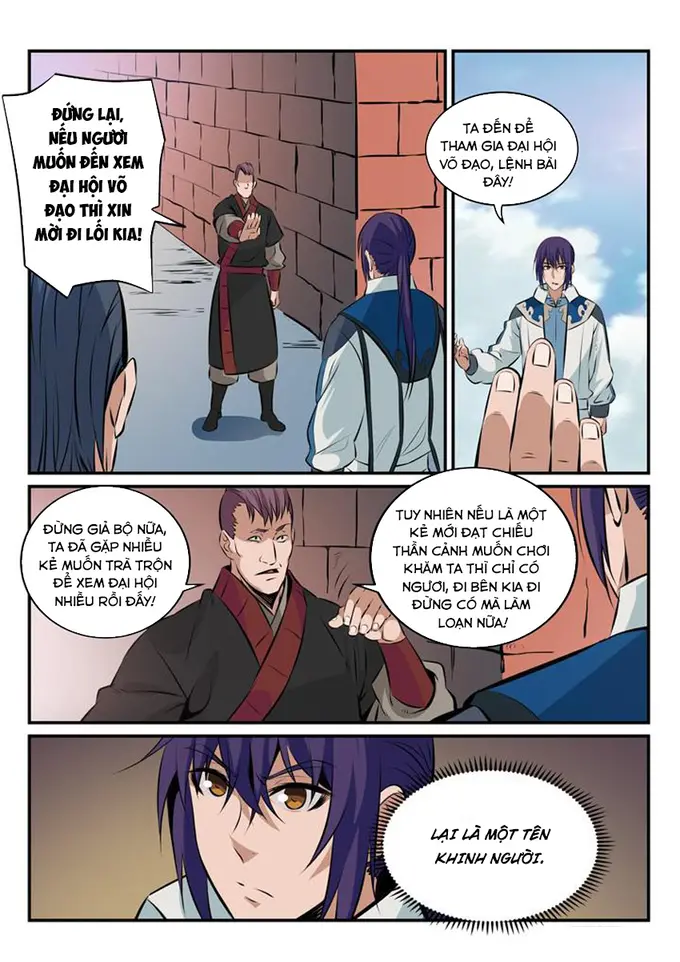 ĐỨNG LẠI,
NẾU NGƯƠI
MUỐN ĐẾN XEM
ĐẠI HỘI VÕ
ĐẠO THÌ XIN
MỜI ĐI LỐI KIA!
TA ĐẾN ĐỂ
THAM GIA ĐẠI HỘI
VÕ ĐẠO, LỆNH BÀI
ĐÂY!
ĐỪNG GIẢ BỘ NỮA,
TA ĐÃ GẶP NHIỀU
KẺ MUỐN TRÀ TRỘN
ĐỂ XEM ĐẠI HỘI
NHIỀU RỒI ĐẤY!
TUY NHIÊN NẾU LÀ MỘT
KẺ MỚI ĐẠT CHIẾU
THẦN CẢNH MUỐN CHƠI
KHĂM TA THÌ CHỈ CÓ
NGƯƠI, ĐI BÊN KIA ĐI
ĐỪNG CÓ MÀ LÀM
LOẠN NỮA!
LẠI LÀ MỘT TÊN
KHINH NGƯỜI.